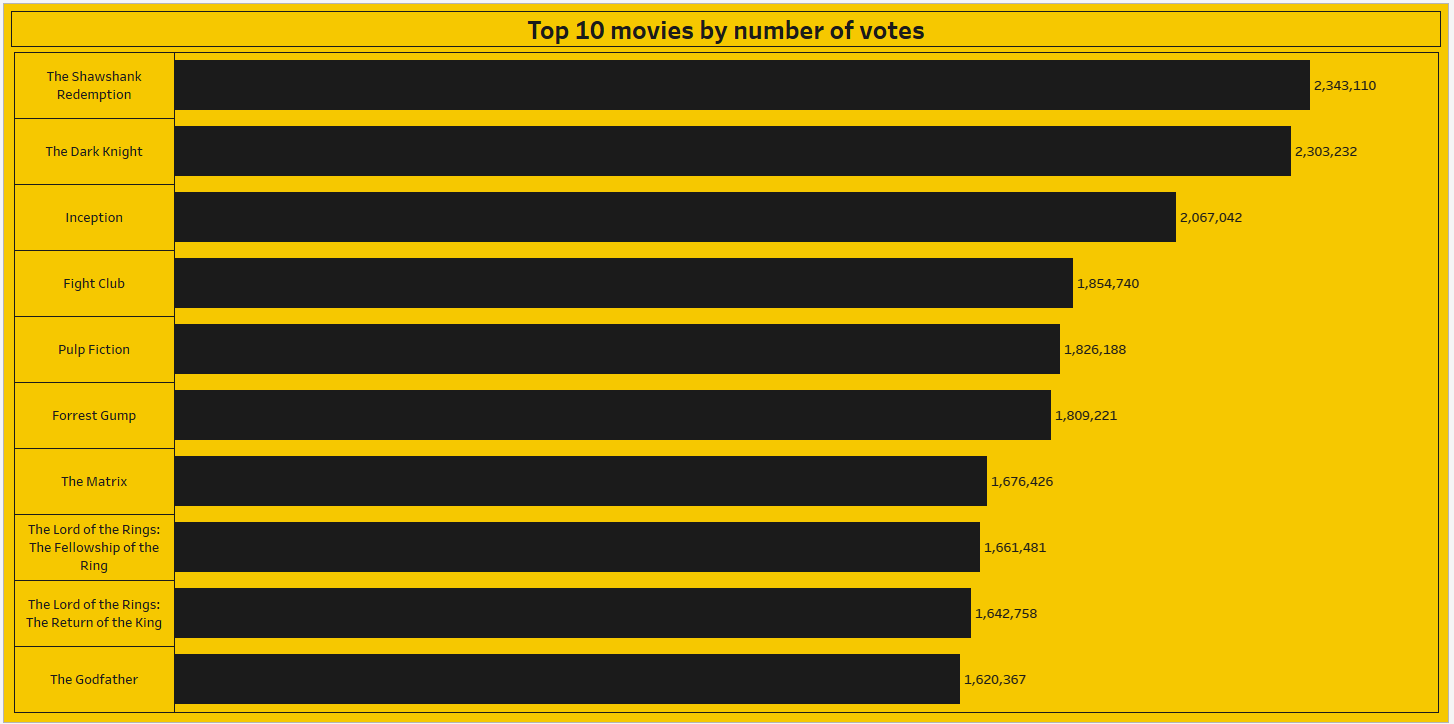 Top 10 movies by number of votes
The Shawshank
Redemption
2,343,110
The Dark Knight
2,303,232
Inception
2,067,042
Fight Club
1,854,740
Pulp Fiction
1,826,188
Forrest Gump
1,809,221
The Matrix
1,676,426
The Lord of the Rings:
The Fellowship of the
Ring
1,661,481
The Lord of the Rings:
The Return of the King
1,642,758
The Godfather
1,620,367